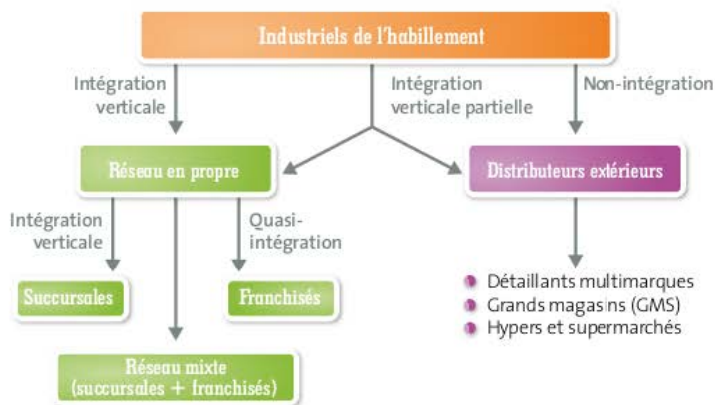 Industriels de l'habillement
Intégration
verticale
Intégration
verticale partielle
Non-intégration
Réseau en propre
Distributeurs extérieurs
Intégration
verticale
Quasi-
intégration
Succursales
Franchisés
Détaillants multimarques
Grands magasins (GMS)
Hypers et supermarchés
Réseau mixte
(succursales + franchisés)